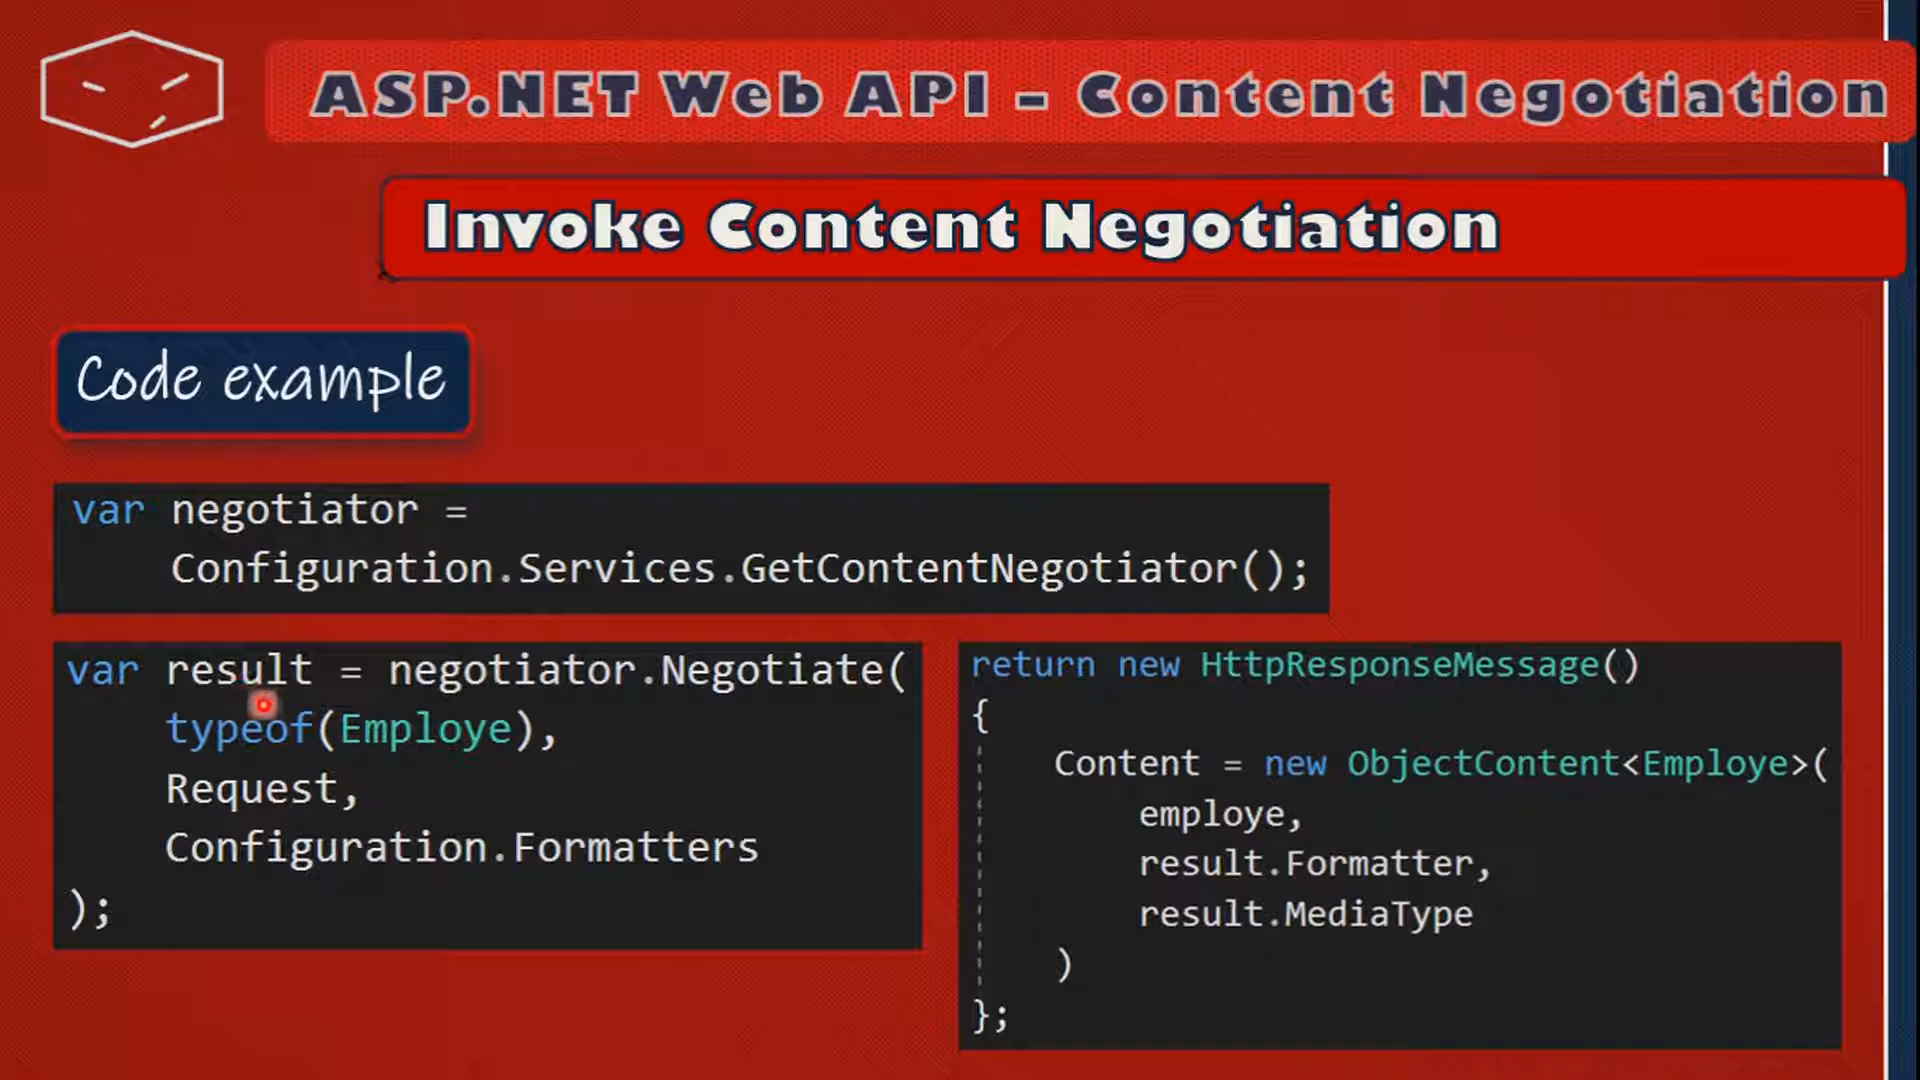 ASP.NET Web API – Content Negotiation
Invoke Content Negotiation
Code example
var negotiator =
Configuration.Services.GetContentNegotiator();
var result = negotiator.Negotiate(
typeof(Employe),
Request,
Configuration.Formatters
);
return new HttpResponseMessage()
{
Content = new ObjectContent<Employe>(
employe,
result.Formatter,
result.MediaType
)
};